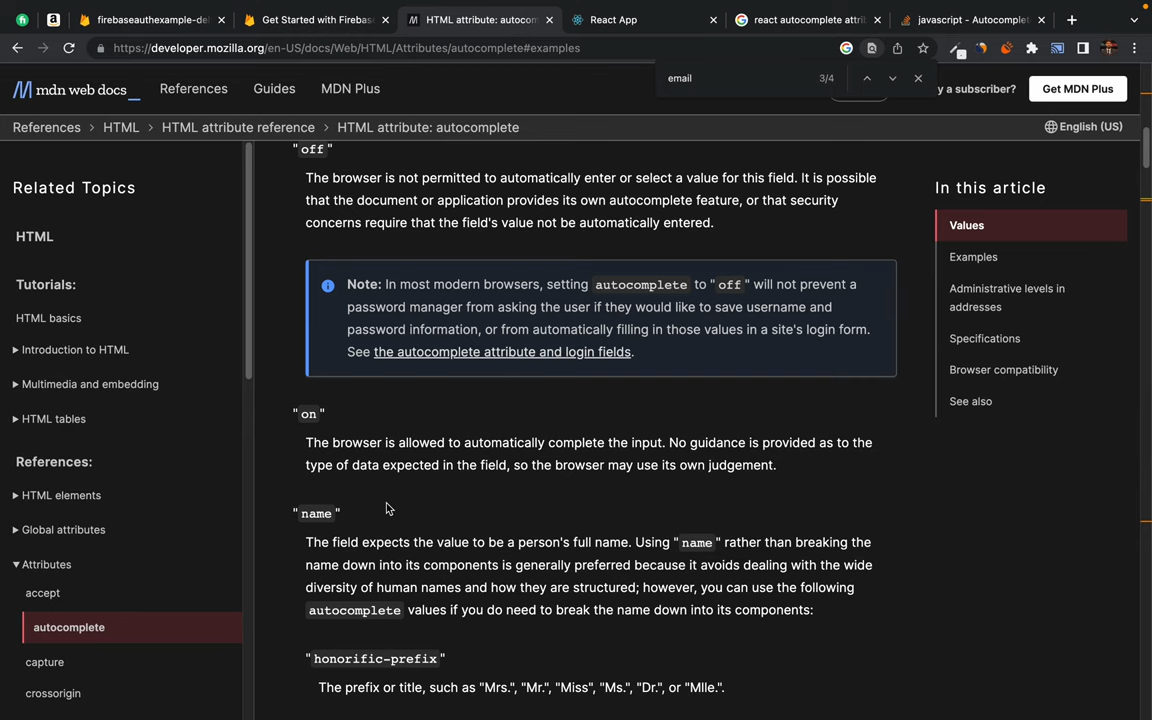 firebaseauthexample-de
Get Started with Firebas
HTML attribute: autocom
React App
react autocomplete attri
javascript - Autocomplet
https://developer.mozilla.org/en-US/docs/Web/HTML/Attributes/autocomplete#examples
email
3/4
mdn web docs_
References
Guides
MDN Plus
y a subscriber?
Get MDN Plus
References
HTML
HTML attribute reference
HTML attribute: autocomplete
English (US)
Related Topics
HTML
Tutorials:
HTML basics
Introduction to HTML
Multimedia and embedding
HTML tables
References:
HTML elements
Global attributes
Attributes
accept
autocomplete
capture
crossorigin
"off"
The browser is not permitted to automatically enter or select a value for this field. It is possible
that the document or application provides its own autocomplete feature, or that security
concerns require that the field's value not be automatically entered.
Note: In most modern browsers, setting autocomplete to "off" will not prevent a
password manager from asking the user if they would like to save username and
password information, or from automatically filling in those values in a site's login form.
See the autocomplete attribute and login fields.
"on"
The browser is allowed to automatically complete the input. No guidance is provided as to the
type of data expected in the field, so the browser may use its own judgement.
"name"
The field expects the value to be a person's full name. Using "name" rather than breaking the
name down into its components is generally preferred because it avoids dealing with the wide
diversity of human names and how they are structured; however, you can use the following
autocomplete values if you do need to break the name down into its components:
"honorific-prefix"
The prefix or title, such as "Mrs.", "Mr.", "Miss", "Ms.", "Dr.", or "Mlle.".
In this article
Values
Examples
Administrative levels in
addresses
Specifications
Browser compatibility
See also